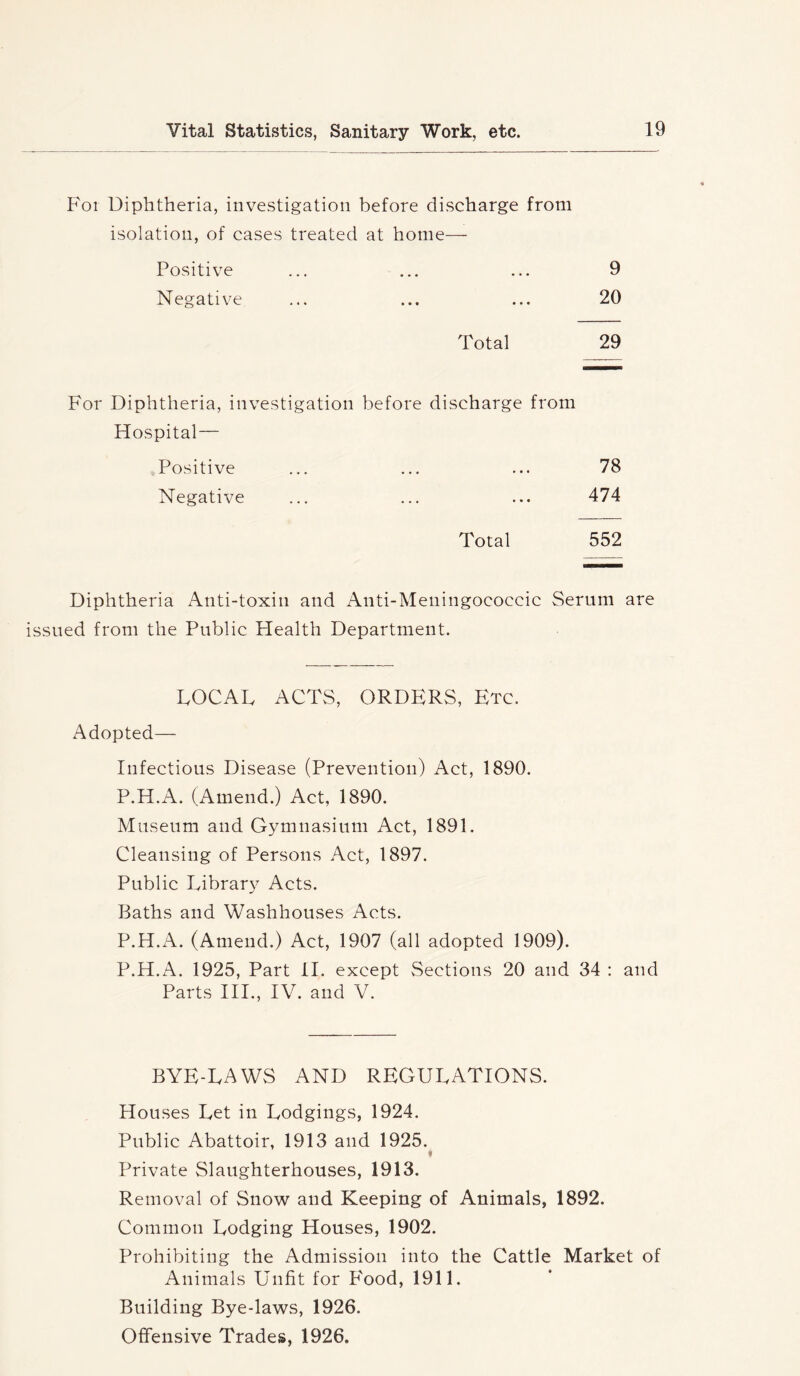 Vital Statistics, Sanitary Work, etc. 19
For Diphtheria, investigation before discharge from
isolation, of cases treated at home—
Positive ... ... ... 9
Negative ... ... ... 20
Total 29
For Diphtheria, investigation before discharge from
Hospital—
Positive ... ... ... 78
Negative ... ... ... 474
Total 552
Diphtheria Anti-toxin and Anti-Meningococcic Serum are
issued from the Public Health Department.
LOCAL ACTS, ORDERS, Etc.
Adopted—
Infectious Disease (Prevention) Act, 1890.
P.H.A. (Amend.) Act, 1890.
Museum and Gymnasium Act, 1891.
Cleansing of Persons Act, 1897.
Public Library Acts.
Baths and Washhouses Acts.
P.H.A. (Amend.) Act, 1907 (all adopted 1909).
P.H.A. 1925, Part II. except Sections 20 and 34 : and
Parts III., IV. and V.
BYE-LAWS AND REGULATIONS.
Houses Let in Lodgings, 1924.
Public Abattoir, 1913 and 1925.
Private Slaughterhouses, 1913.
Removal of Snow and Keeping of Animals, 1892.
Common Lodging Houses, 1902.
Prohibiting the Admission into the Cattle Market of
Animals Unfit for Food, 1911.
Building Bye-laws, 1926.
Offensive Trades, 1926.